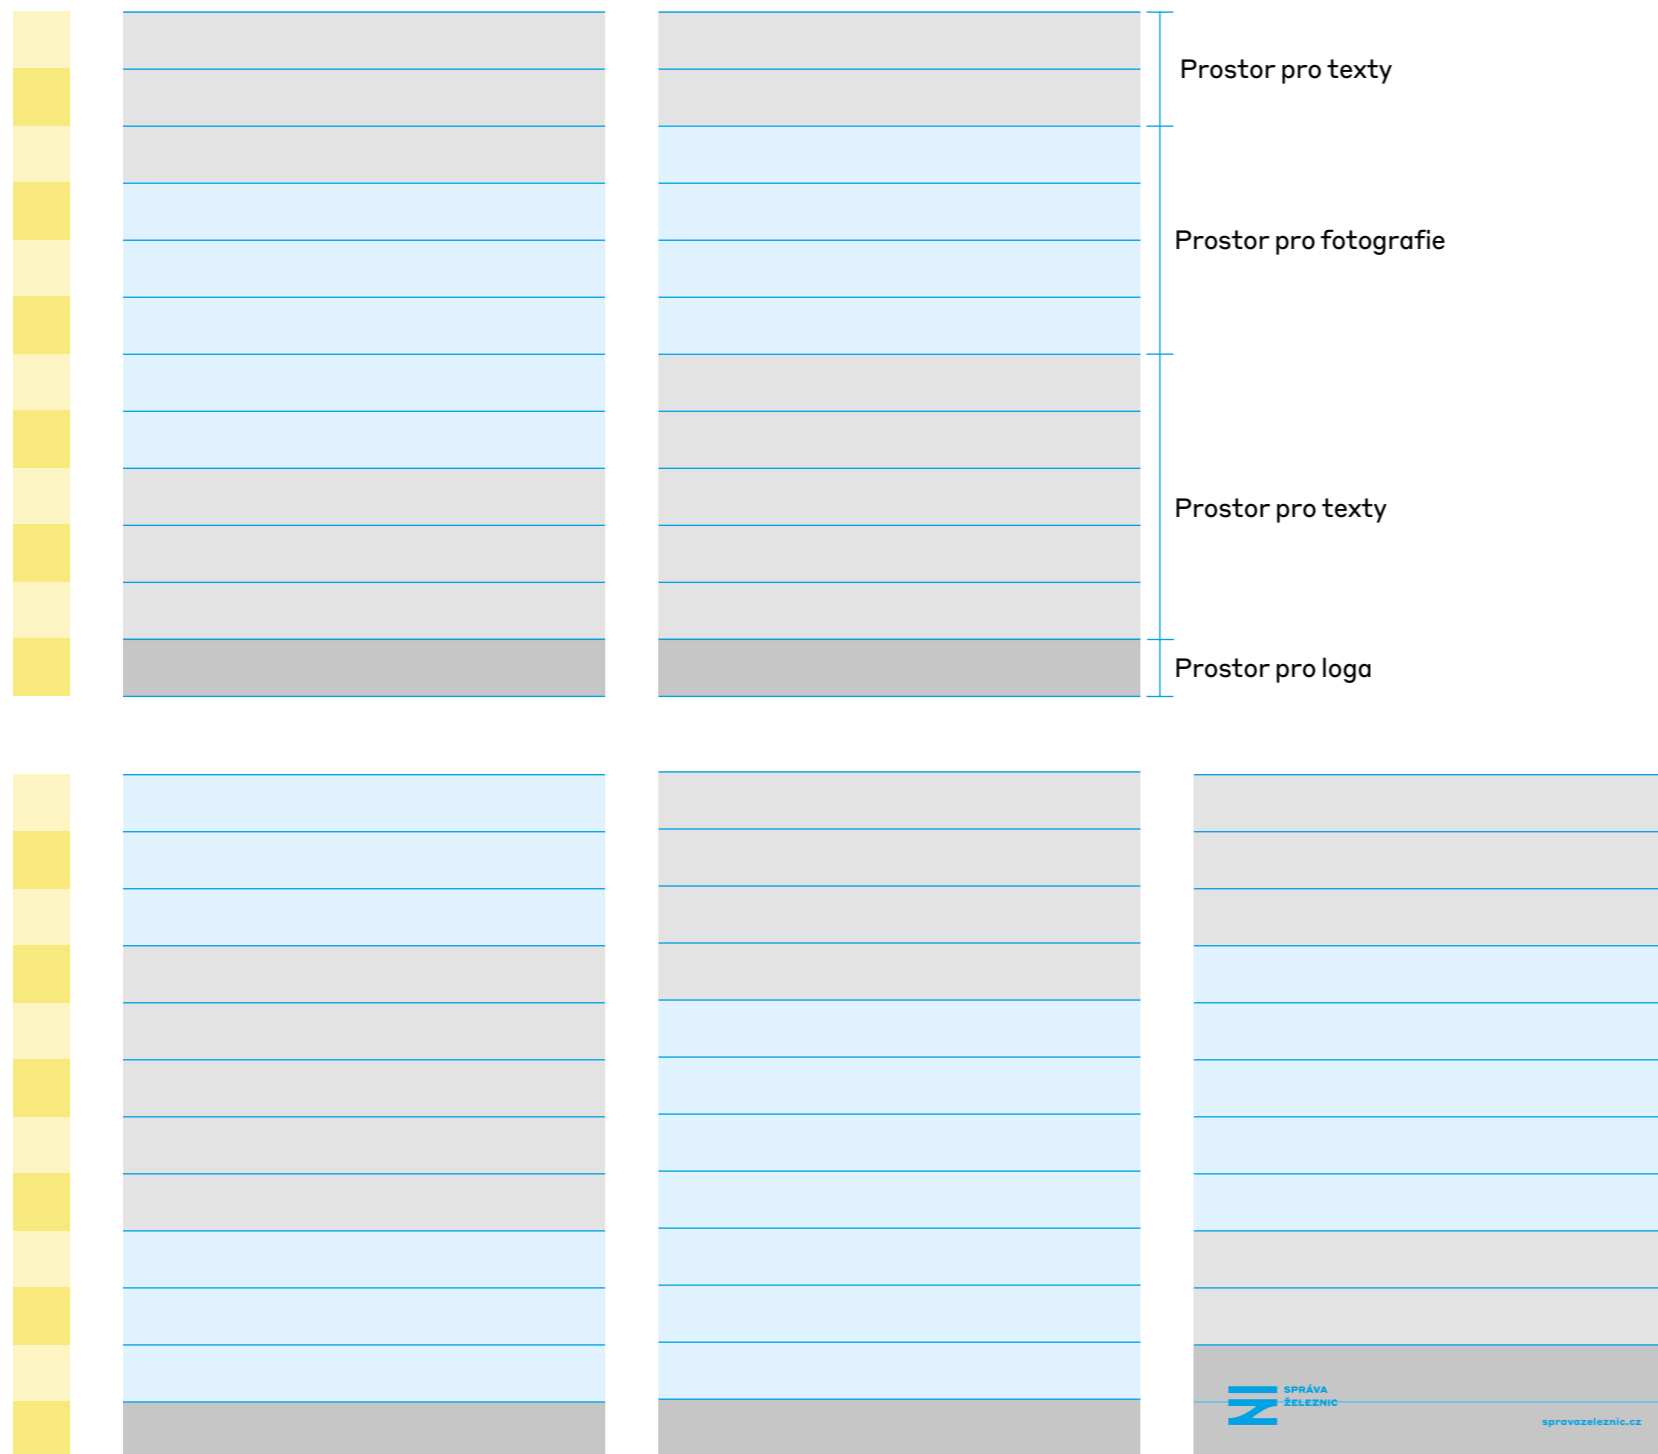 Prostor pro texty
Prostor pro fotografie
Prostor pro texty
Prostor pro loga
SPRÁVA
ŽELEZNIC
spravazeleznic.cz